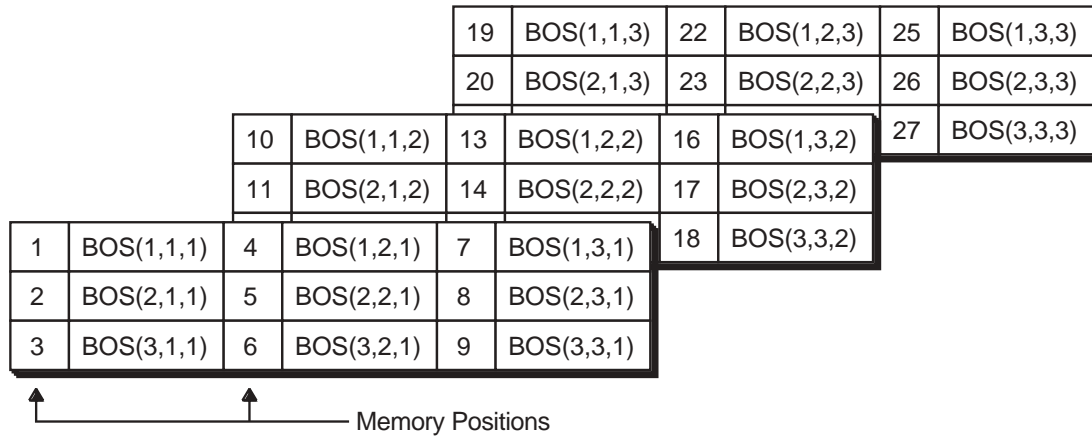 19 BOS(1,1,3) 22 BOS(1,2,3) 25 BOS(1,3,3)
20 BOS(2,1,3) 23 BOS(2,2,3) 26 BOS(2,3,3)
27 BOS(3,3,3)
10 BOS(1,1,2) 13 BOS(1,2,2) 16 BOS(1,3,2)
11 BOS(2,1,2) 14 BOS(2,2,2) 17 BOS(2,3,2)
18 BOS(3,3,2)
1 BOS(1,1,1) 4 BOS(1,2,1) 7 BOS(1,3,1)
2 BOS(2,1,1) 5 BOS(2,2,1) 8 BOS(2,3,1)
3 BOS(3,1,1) 6 BOS(3,2,1) 9 BOS(3,3,1)
Memory Positions